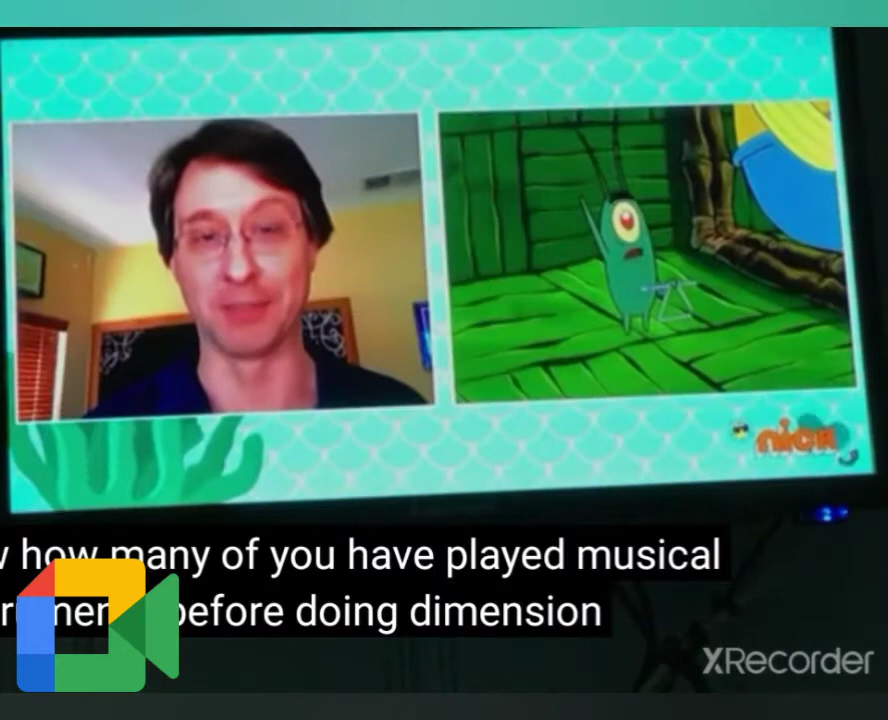 nick
how many of you have played musical
before doing dimension
XRecorder